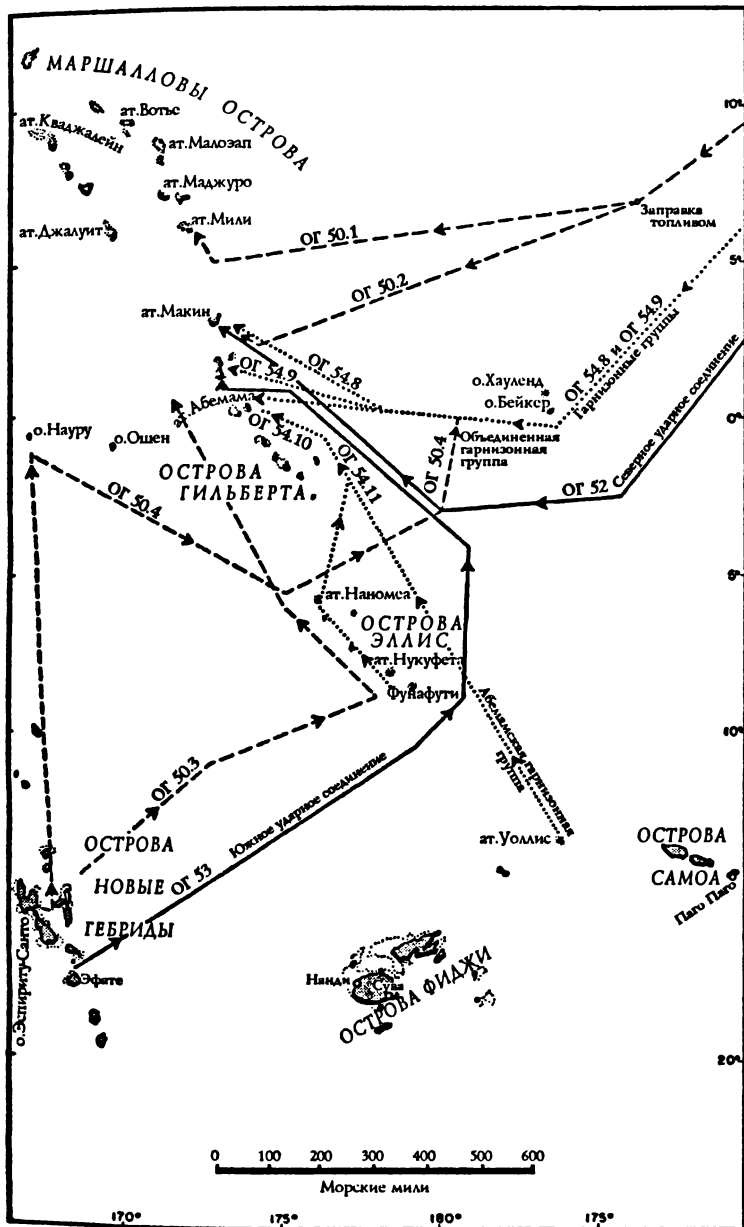 МАРШАЛЛОВЫ ОСТРОВА
10°
ат.Вотье
ат.Кваджалейн
ат.Малоэап
ат.Маджуро
ат.Мили
ат.Джалуит
Заправка
топливом
ОГ 50.1
5°
ОГ 50.2
ат.Макин
ОГ 54.8 и ОГ 54.9
Гарнизонные группы
ОГ 54.8
ОГ 54.9
о.Хауленд
о.Бейкер
Северное ударное соединение
ат.Абемама
0°
о.Науру
о.Ошен
ОГ 54.10
Объединенная
гарнизонная
группа
ОГ 54.11
ОГ 50.4
ОСТРОВА
ГИЛЬБЕРТА
ОГ 50.4
ОГ 52
5°
ат.Наномеа
ОСТРОВА
ЭЛЛИС
ат.Нукуфета
Фунафути
Абемамская гарнизонная
группа
10°
ОГ 50.3
Южное ударное соединение
ОГ 53
ат.Уоллис
ОСТРОВА
НОВЫЕ
ГЕБРИДЫ
ОСТРОВА
САМОА
Паго Паго
о.Эспириту-Санто
Эфате
Нанди
Сува
ОСТРОВА ФИДЖИ
20°
0 100 200 300 400 500 600
Морские мили
170° 175° 180° 175°